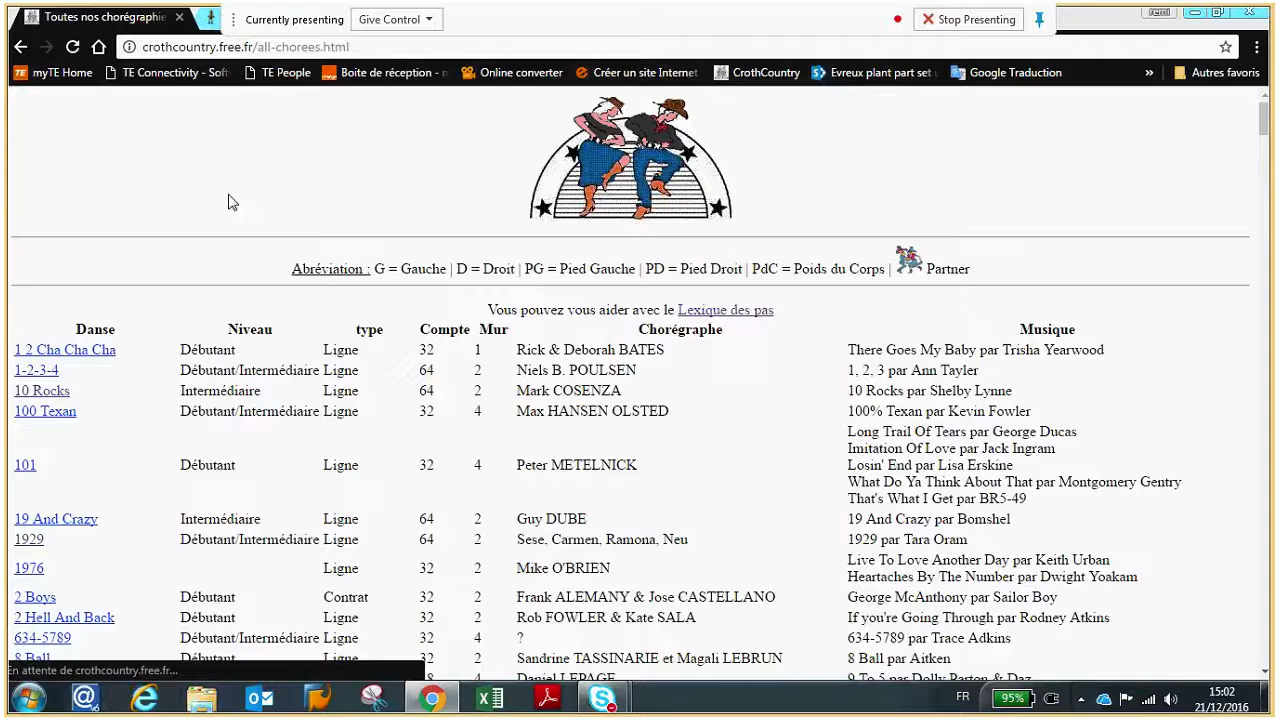 Toutes nos chorégraphie
Currently presenting
Give Control
Stop Presenting
remi
crothcountry.free.fr/all-chorees.html
myTE Home TE Connectivity - Soft TE People Boite de réception - n Online converter Créer un site Internet CrothCountry Evreux plant part set Google Traduction » Autres favoris
Abréviation : G = Gauche | D = Droit | PG = Pied Gauche | PD = Pied Droit | PdC = Poids du Corps | Partner
Vous pouvez vous aider avec le Lexique des pas
Danse Niveau type Compte Mur Chorégraphe Musique
1 2 Cha Cha Cha Débutant Ligne 32 1 Rick & Deborah BATES There Goes My Baby par Trisha Yearwood
1-2-3-4 Débutant/Intermédiaire Ligne 64 2 Niels B. POULSEN 1, 2, 3 par Ann Tayler
10 Rocks Intermédiaire Ligne 64 2 Mark COSENZA 10 Rocks par Shelby Lynne
100 Texan Débutant/Intermédiaire Ligne 32 4 Max HANSEN OLSTED 100% Texan par Kevin Fowler
Long Trail Of Tears par George Ducas
Imitation Of Love par Jack Ingram
101 Débutant Ligne 32 4 Peter METELNICK Losin' End par Lisa Erskine
What Do Ya Think About That par Montgomery Gentry
That's What I Get par BR5-49
19 And Crazy Intermédiaire Ligne 64 2 Guy DUBE 19 And Crazy par Bomshel
1929 Débutant/Intermédiaire Ligne 64 2 Sese, Carmen, Ramona, Neu 1929 par Tara Oram
Live To Love Another Day par Keith Urban
1976 Ligne 32 2 Mike O'BRIEN
Heartaches By The Number par Dwight Yoakam
2 Boys Débutant Contrat 32 2 Frank ALEMANY & Jose CASTELLANO George McAnthony par Sailor Boy
2 Hell And Back Débutant Ligne 32 2 Rob FOWLER & Kate SALA If you're Going Through par Rodney Atkins
634-5789 Débutant/Intermédiaire Ligne 32 4 ? 634-5789 par Trace Adkins
8 Ball Débutant Ligne 32 2 Sandrine TASSINARIE et Magali LEBRUN 8 Ball par Aitken
Daniel LEPAGE 9 To 5 par Dolly Parton & Daz
En attente de crothcountry.free.fr...
FR 95% 15:02
21/12/2016